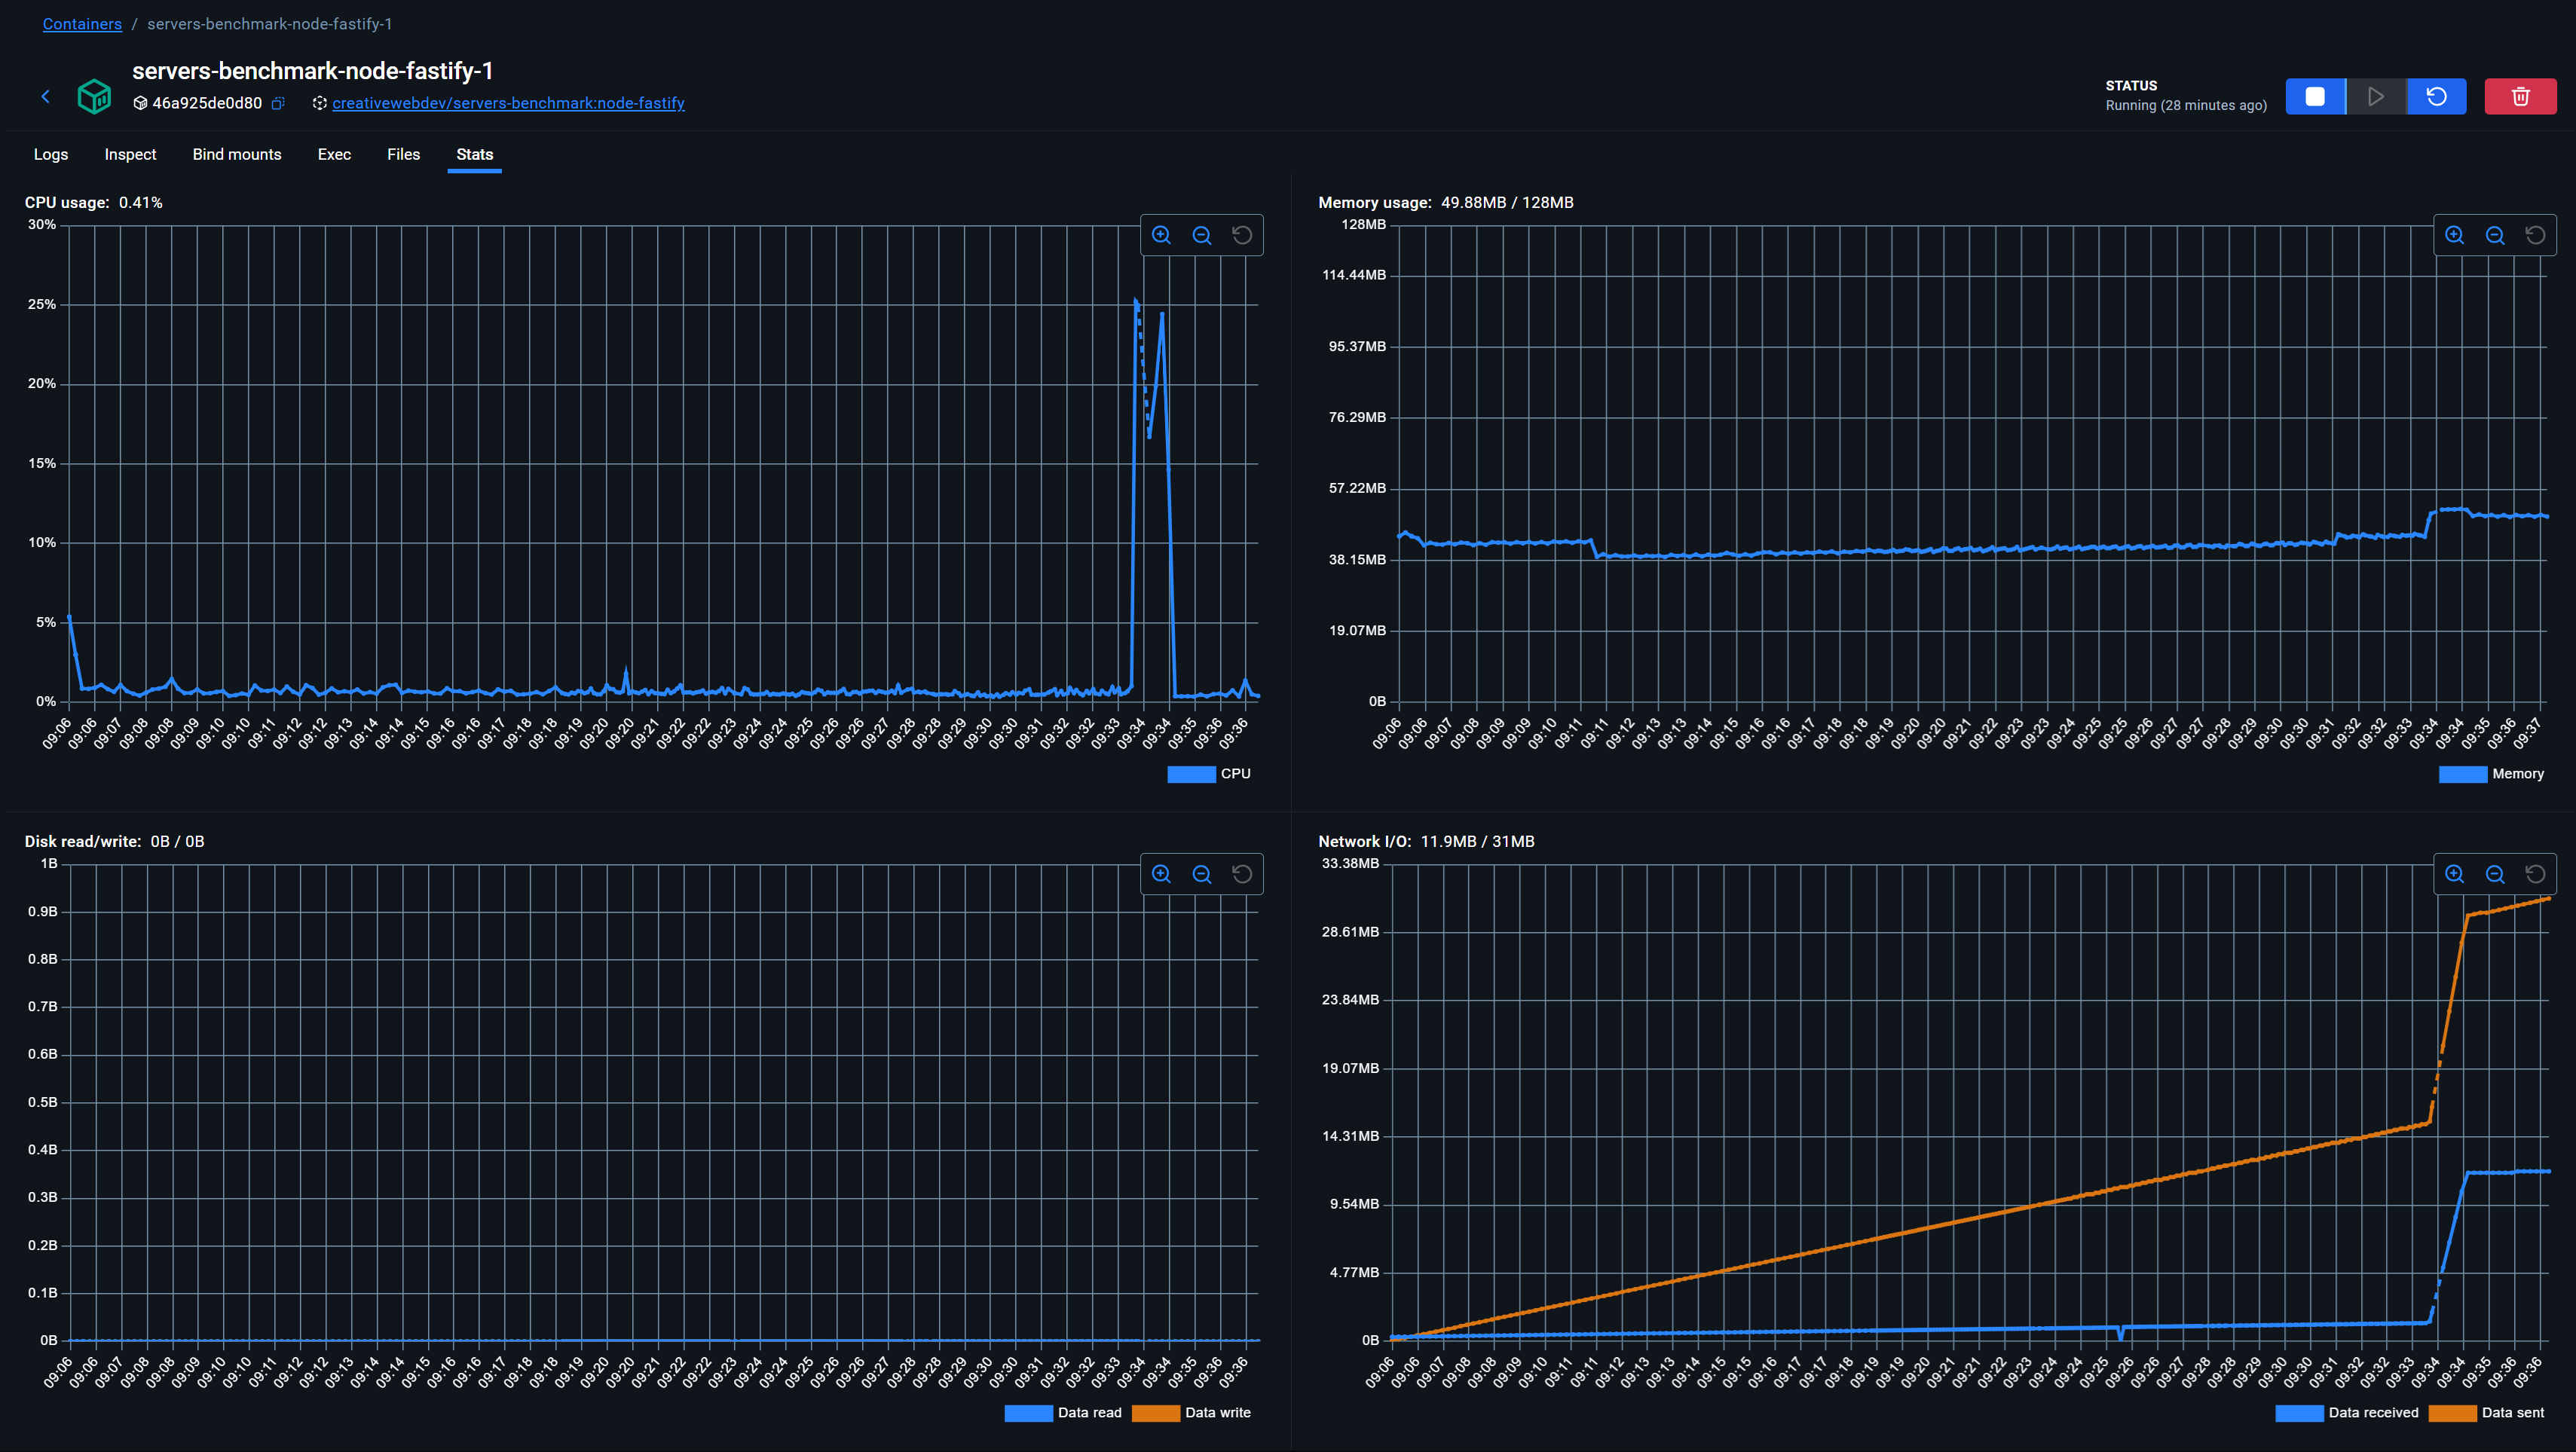 Containers / servers-benchmark-node-fastify-1
servers-benchmark-node-fastify-1
46a925de0d80 creativewebdev/servers-benchmark:node-fastify
STATUS
Running (28 minutes ago)
Logs Inspect Bind mounts Exec Files Stats
CPU usage: 0.41%
30%
25%
20%
15%
10%
5%
0%
09:06 09:06 09:07 09:08 09:08 09:09 09:10 09:10 09:11 09:12 09:12 09:13 09:14 09:14 09:15 09:16 09:16 09:17 09:18 09:18 09:19 09:20 09:20 09:21 09:22 09:22 09:23 09:24 09:24 09:25 09:26 09:26 09:27 09:28 09:28 09:29 09:30 09:30 09:31 09:32 09:32 09:33 09:34 09:34 09:35 09:36 09:36
CPU
Memory usage: 49.88MB / 128MB
128MB
114.44MB
95.37MB
76.29MB
57.22MB
38.15MB
19.07MB
0B
09:06 09:06 09:07 09:08 09:09 09:09 09:10 09:11 09:11 09:12 09:13 09:13 09:14 09:15 09:16 09:16 09:17 09:18 09:18 09:19 09:20 09:20 09:21 09:22 09:23 09:23 09:24 09:25 09:25 09:26 09:27 09:27 09:28 09:29 09:30 09:30 09:31 09:32 09:32 09:33 09:34 09:34 09:35 09:36 09:37
Memory
Disk read/write: 0B / 0B
1B
0.9B
0.8B
0.7B
0.6B
0.5B
0.4B
0.3B
0.2B
0.1B
0B
09:06 09:06 09:07 09:08 09:08 09:09 09:10 09:10 09:11 09:12 09:12 09:13 09:14 09:14 09:15 09:16 09:16 09:17 09:18 09:18 09:19 09:20 09:20 09:21 09:22 09:22 09:23 09:24 09:24 09:25 09:26 09:26 09:27 09:28 09:28 09:29 09:30 09:30 09:31 09:32 09:32 09:33 09:34 09:34 09:35 09:36 09:36
Data read Data write
Network I/O: 11.9MB / 31MB
33.38MB
28.61MB
23.84MB
19.07MB
14.31MB
9.54MB
4.77MB
0B
09:06 09:06 09:07 09:08 09:08 09:09 09:10 09:11 09:11 09:12 09:13 09:13 09:14 09:15 09:15 09:16 09:17 09:17 09:18 09:19 09:19 09:20 09:21 09:21 09:22 09:23 09:24 09:24 09:25 09:26 09:26 09:27 09:28 09:28 09:29 09:30 09:30 09:31 09:32 09:32 09:33 09:34 09:34 09:35 09:36 09:36
Data received Data sent